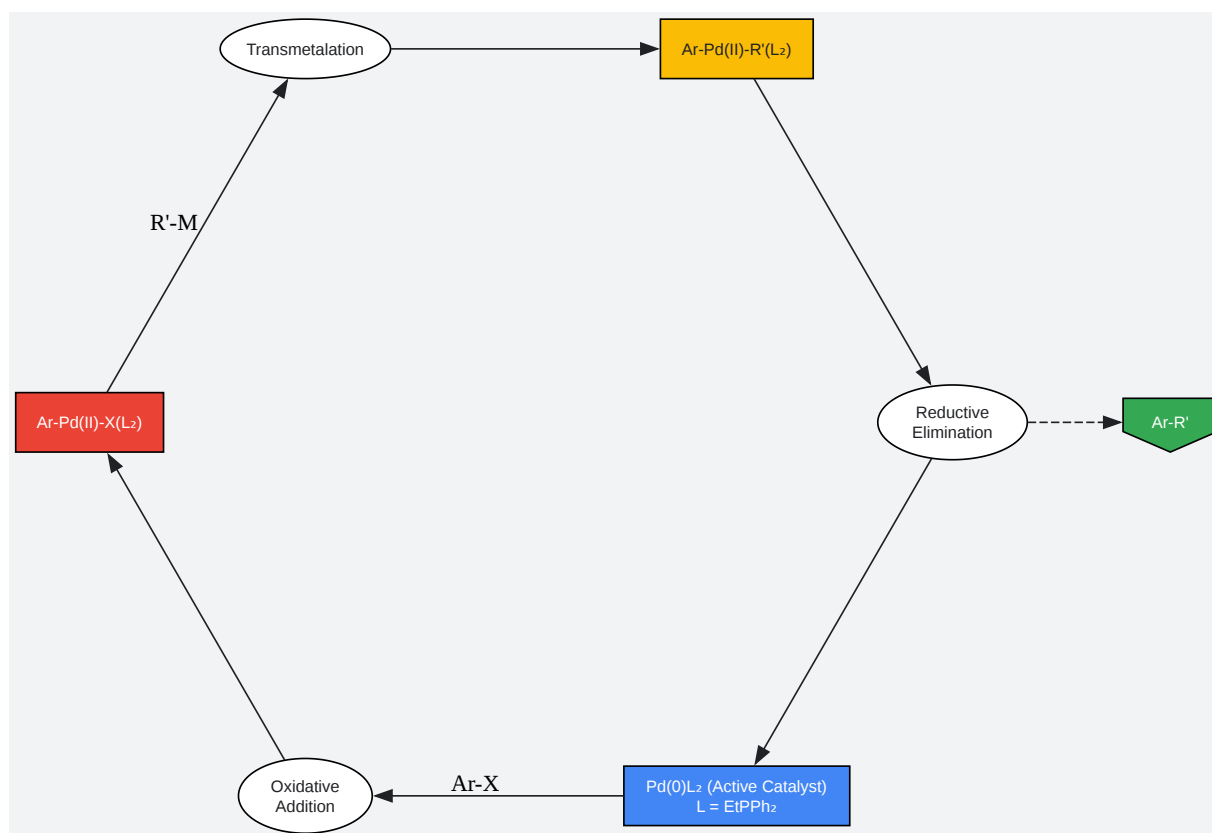 Transmetalation
Ar-Pd(II)-R'(L₂)
R'-M
Ar-Pd(II)-X(L₂)
Reductive
Elimination
Ar-R'
Ar-X
Oxidative
Addition
Pd(0)L₂ (Active Catalyst)
L = EtPPh₂